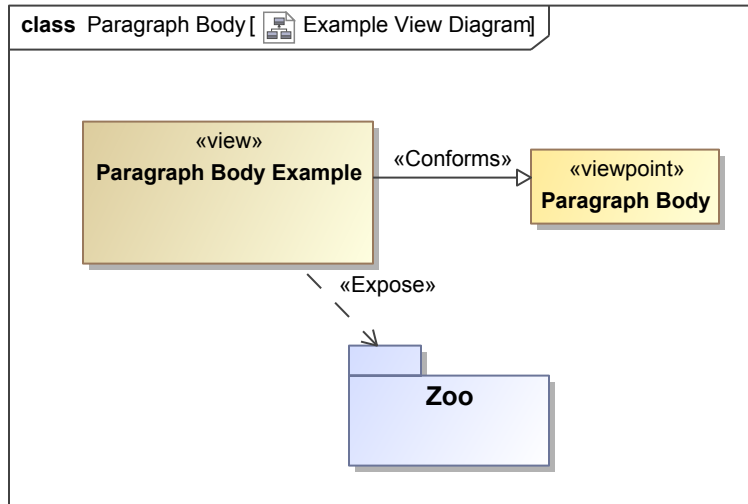 class Paragraph Body [ Example View Diagram]
«view»
Paragraph Body Example
«Conforms»
«viewpoint»
Paragraph Body
«Expose»
Zoo